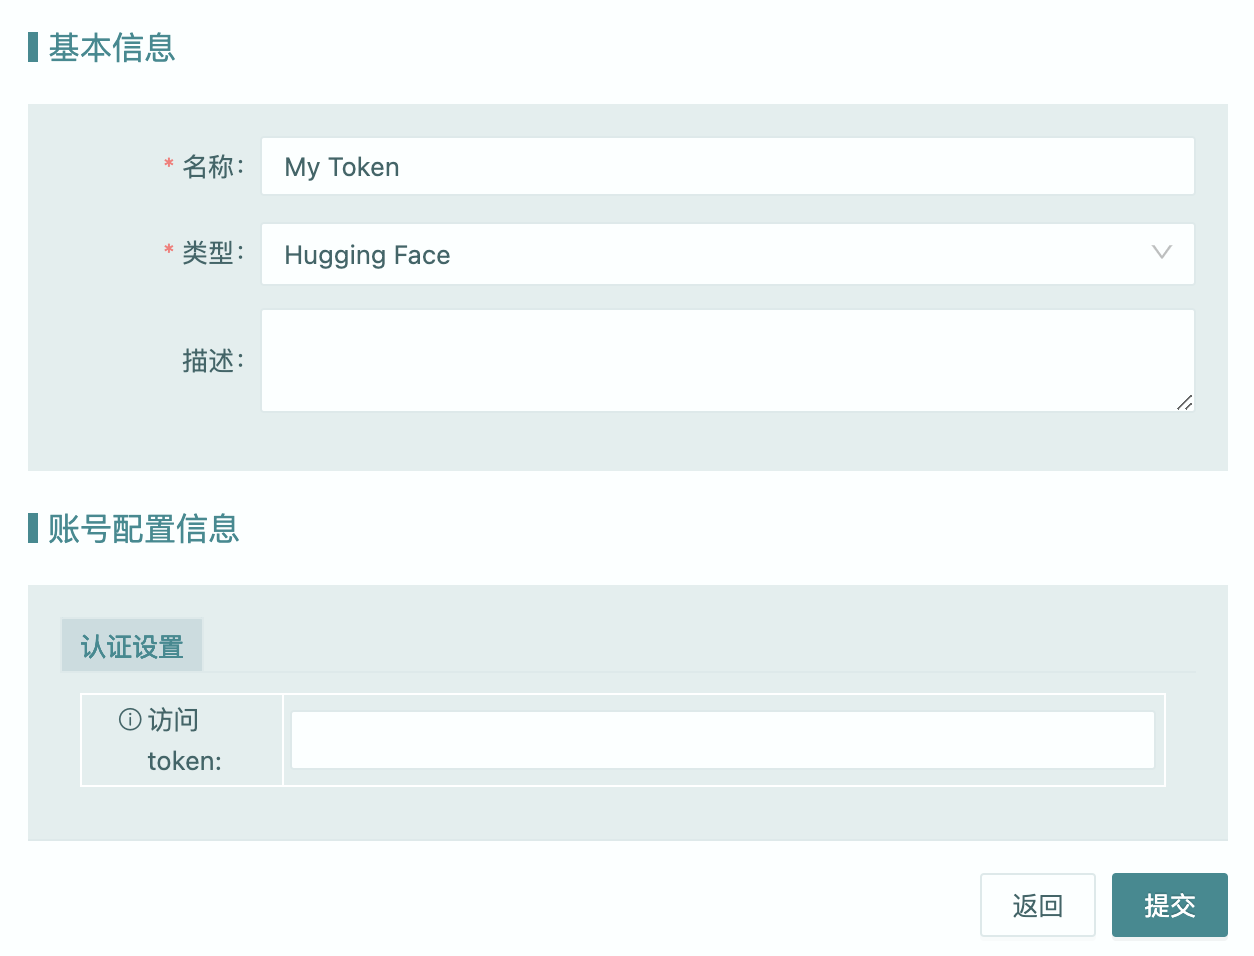 基本信息
* 名称:
My Token
* 类型:
Hugging Face
描述:
账号配置信息
认证设置
访问
token:
返回
提交